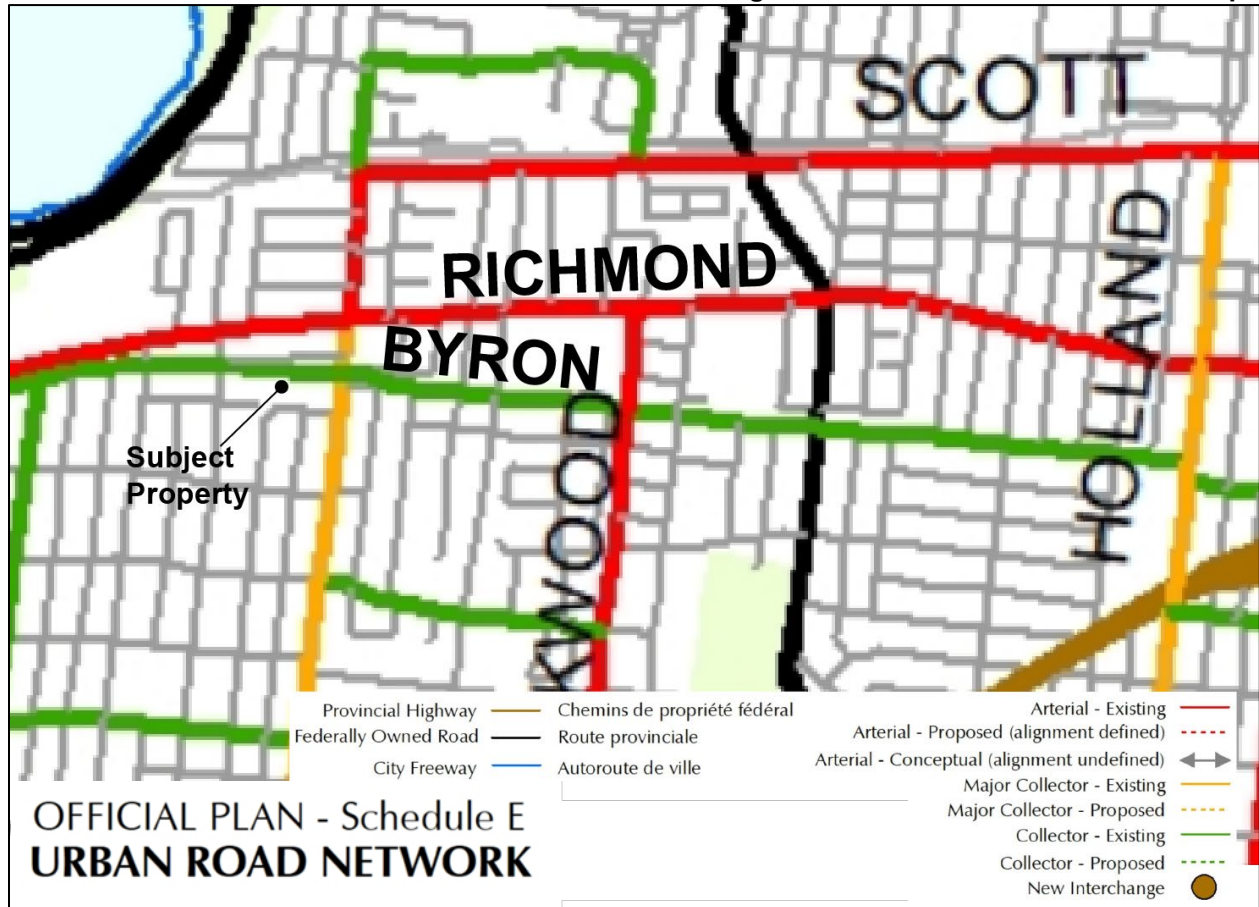 SCOTT
RICHMOND
BYRON
HOLLAND
KWOOD
Subject
Property
Provincial Highway Chemins de propriété fédéral
Federally Owned Road Route provinciale
City Freeway Autoroute de ville
Arterial - Existing
Arterial - Proposed (alignment defined)
Arterial - Conceptual (alignment undefined)
Major Collector - Existing
Major Collector - Proposed
Collector - Existing
Collector - Proposed
New Interchange
OFFICIAL PLAN - Schedule E
URBAN ROAD NETWORK